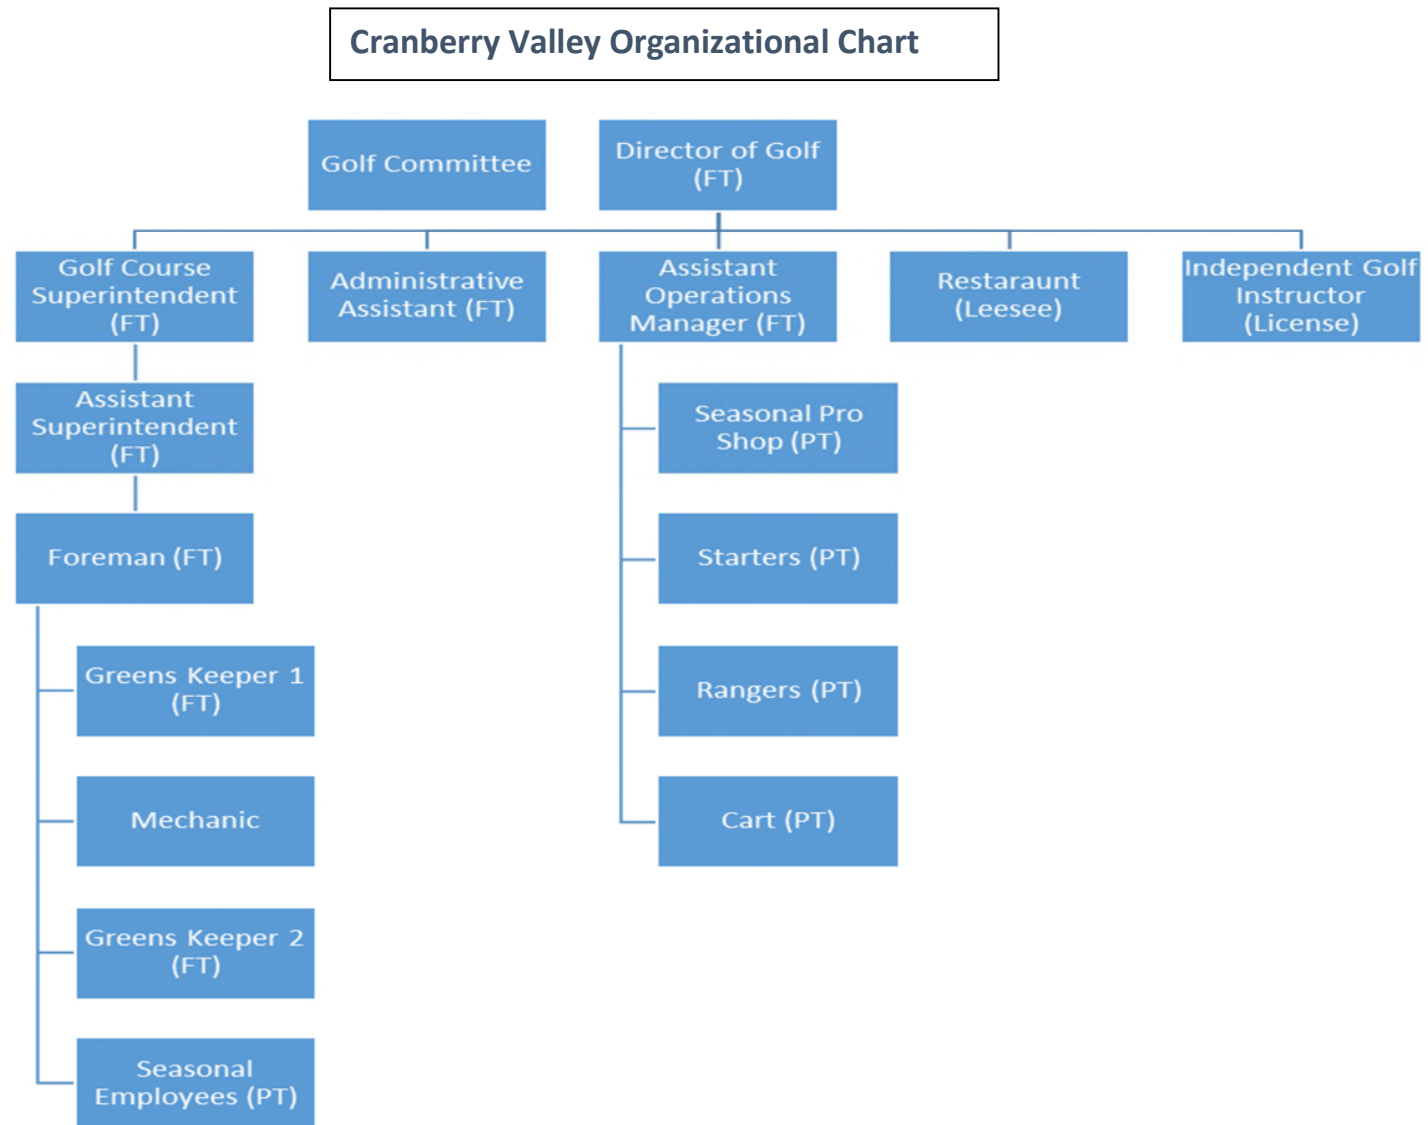 Cranberry Valley Organizational Chart
Golf Committee
Director of Golf
(FT)
Golf Course
Superintendent
(FT)
Administrative
Assistant (FT)
Assistant
Operations
Manager (FT)
Restaraunt
(Leesee)
Independent Golf
Instructor
(License)
Assistant
Superintendent
(FT)
Seasonal Pro
Shop (PT)
Foreman (FT)
Starters (PT)
Greens Keeper 1
(FT)
Rangers (PT)
Mechanic
Cart (PT)
Greens Keeper 2
(FT)
Seasonal
Employees (PT)